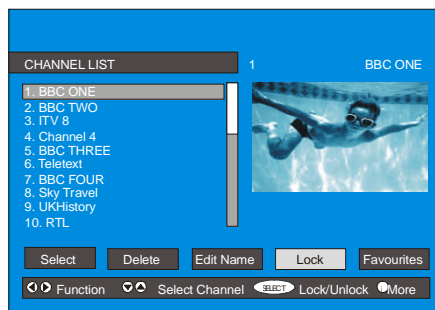 CHANNEL LIST
1 BBC ONE
1. BBC ONE
2. BBC TWO
3. ITV 8
4. Channel 4
5. BBC THREE
6. Teletext
7. BBC FOUR
8. Sky Travel
9. UKHistory
10. RTL
Select Delete Edit Name Lock Favourites
Function Select Channel SELECT Lock/Unlock i More